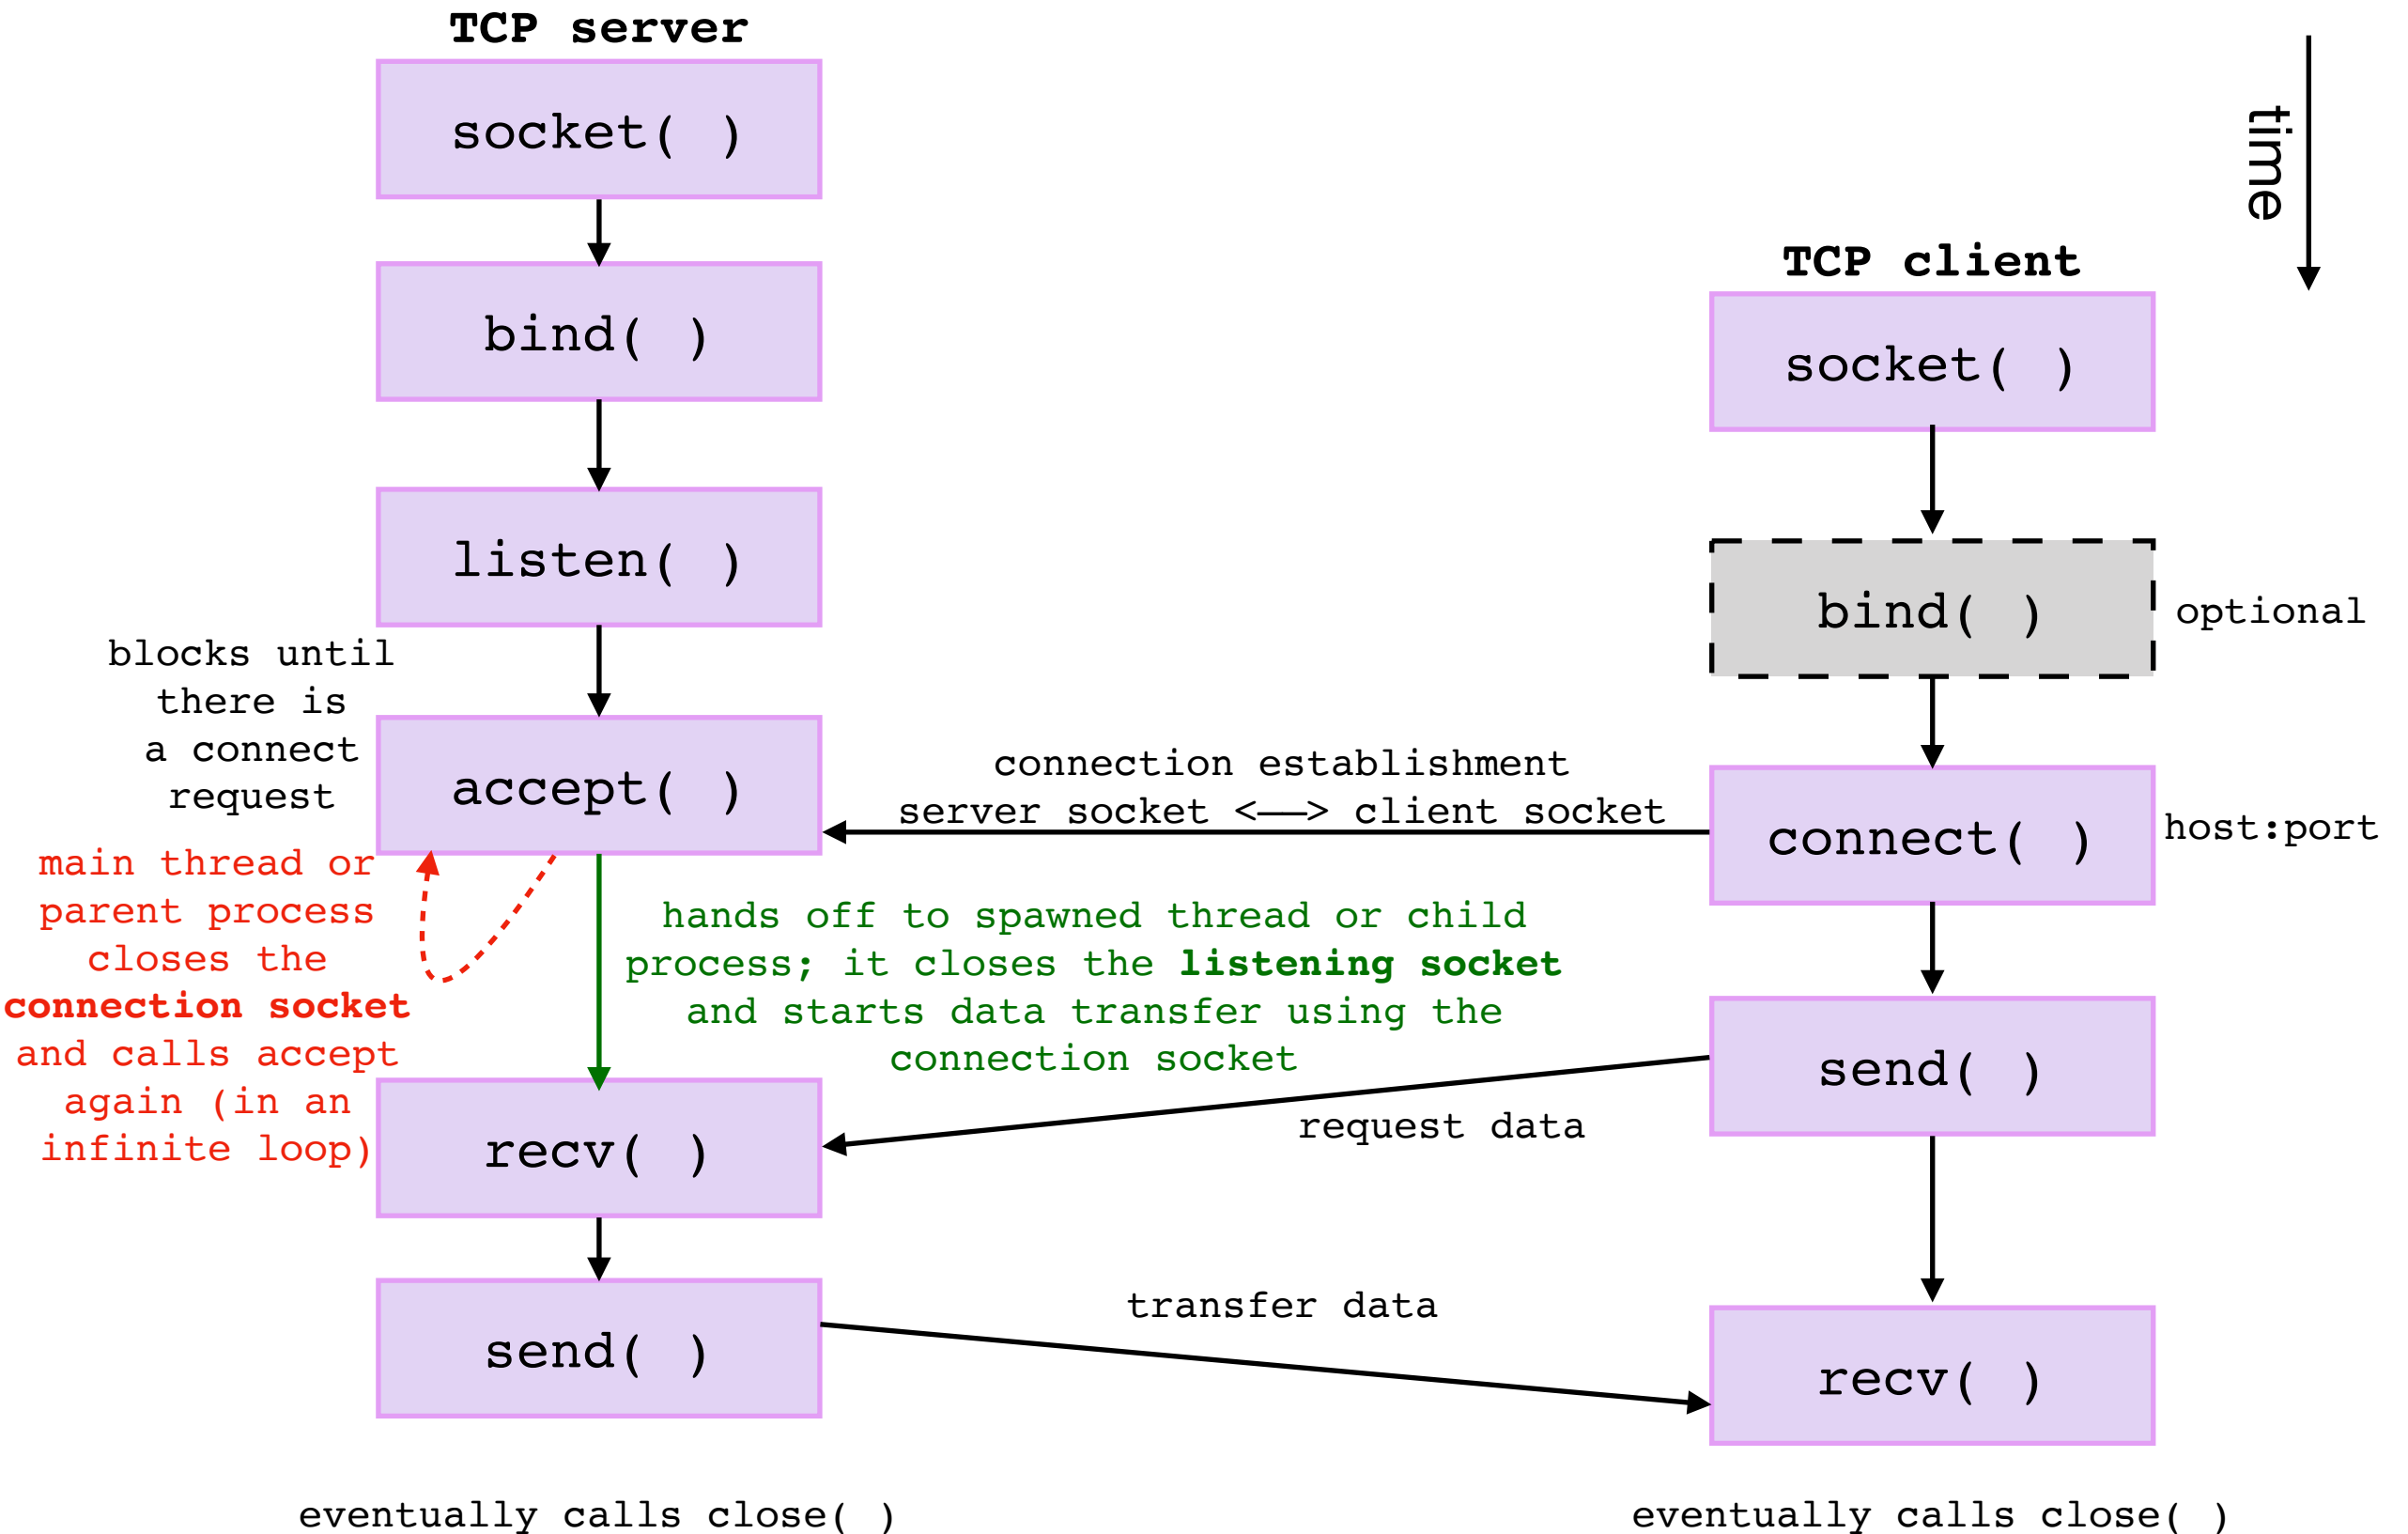 TCP server
socket( )
bind( )
listen( )
blocks until
there is
a connect
request
accept( )
main thread or
parent process
closes the
connection socket
and calls accept
again (in an
infinite loop)
hands off to spawned thread or child
process; it closes the listening socket
and starts data transfer using the
connection socket
recv( )
send( )
eventually calls close( )
connection establishment
server socket <——> client socket
request data
transfer data
time
TCP client
socket( )
bind( )
optional
connect( )
host:port
send( )
recv( )
eventually calls close( )